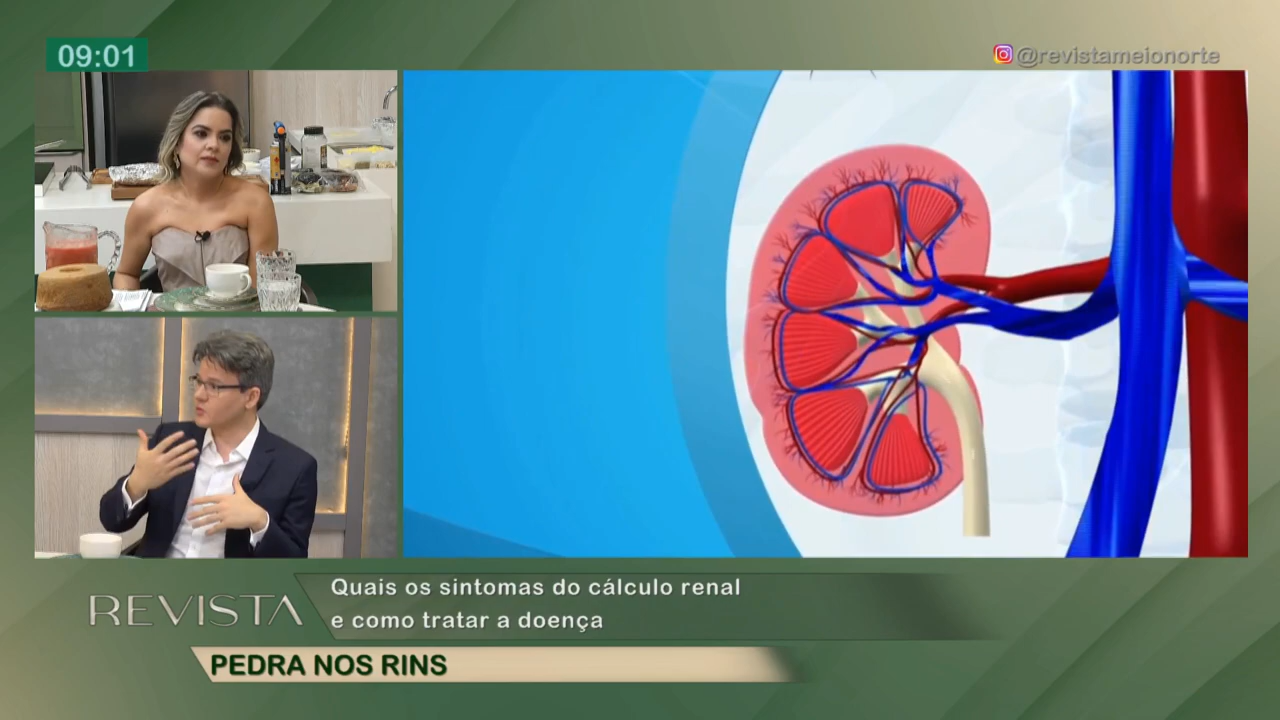 09:01
@revistameionorte
REVISTA
Quais os sintomas do cálculo renal
e como tratar a doença
PEDRA NOS RINS